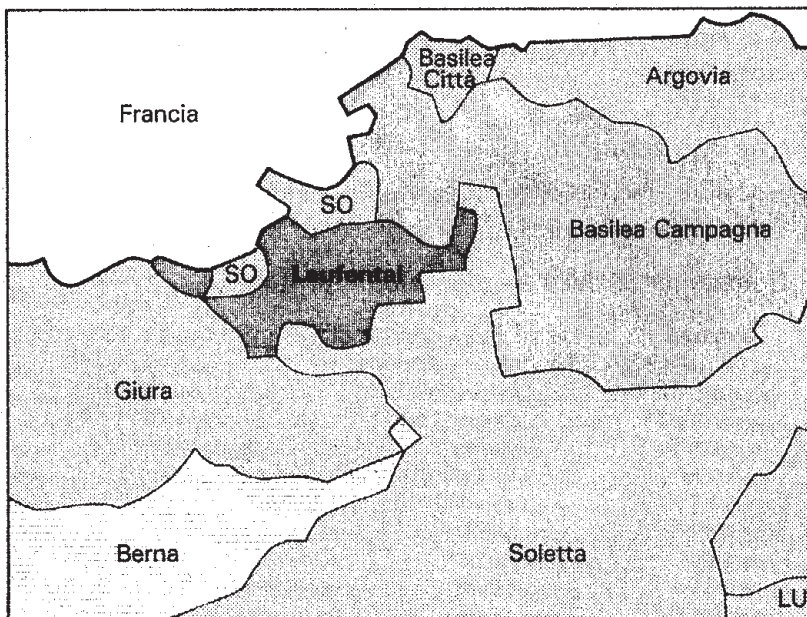 Basilea
Città
Argovia
Francia
SO
Basilea Campagna
SO
Laufental
Giura
Berna
Soletta
LU